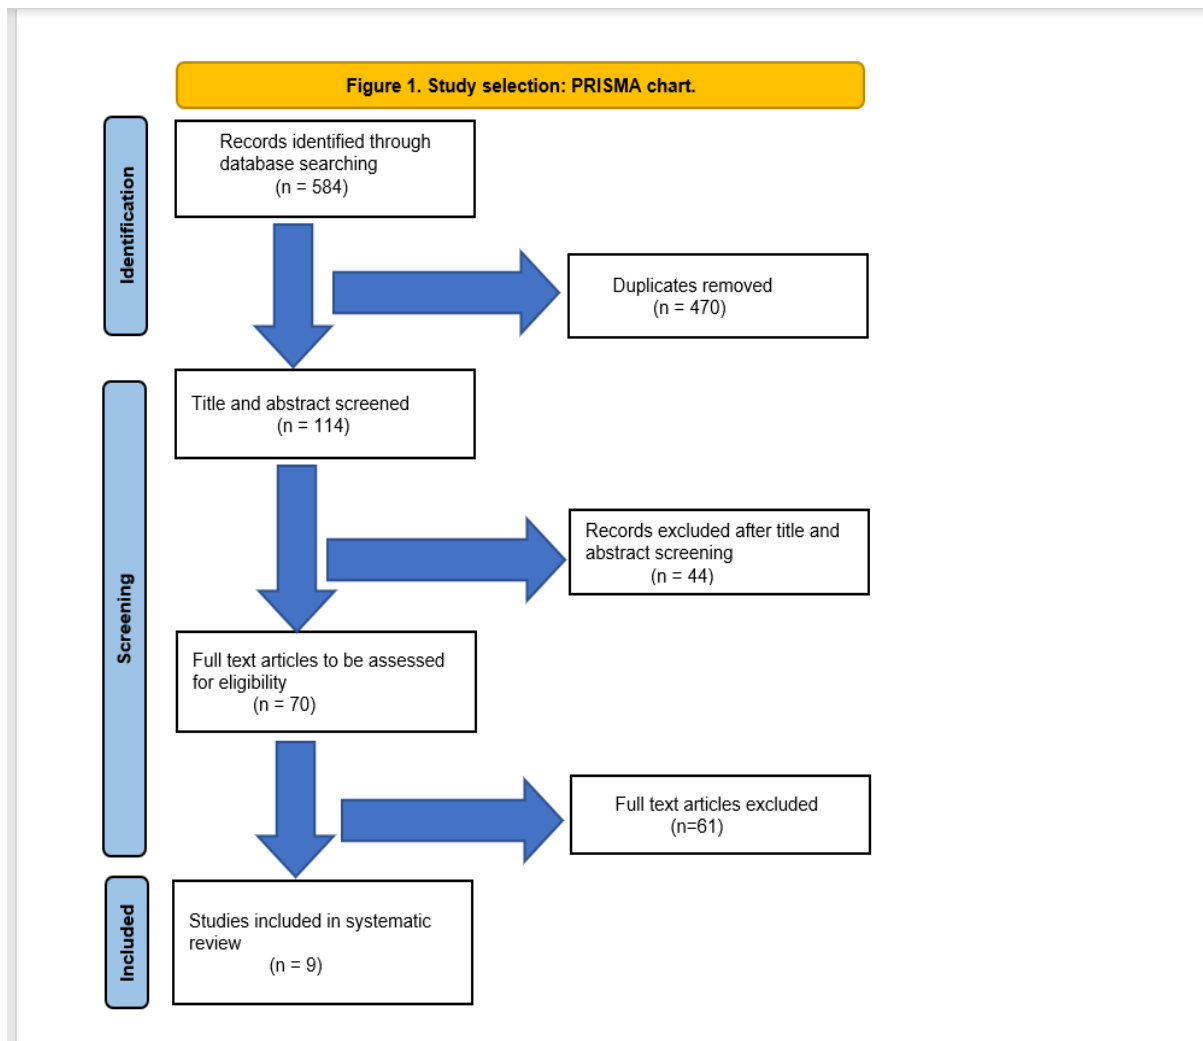 Figure 1. Study selection: PRISMA chart.
Identification
Records identified through
database searching
(n = 584)
Duplicates removed
(n = 470)
Screening
Title and abstract screened
(n = 114)
Records excluded after title and
abstract screening
(n = 44)
Full text articles to be assessed
for eligibility
(n = 70)
Full text articles excluded
(n=61)
Included
Studies included in systematic
review
(n = 9)